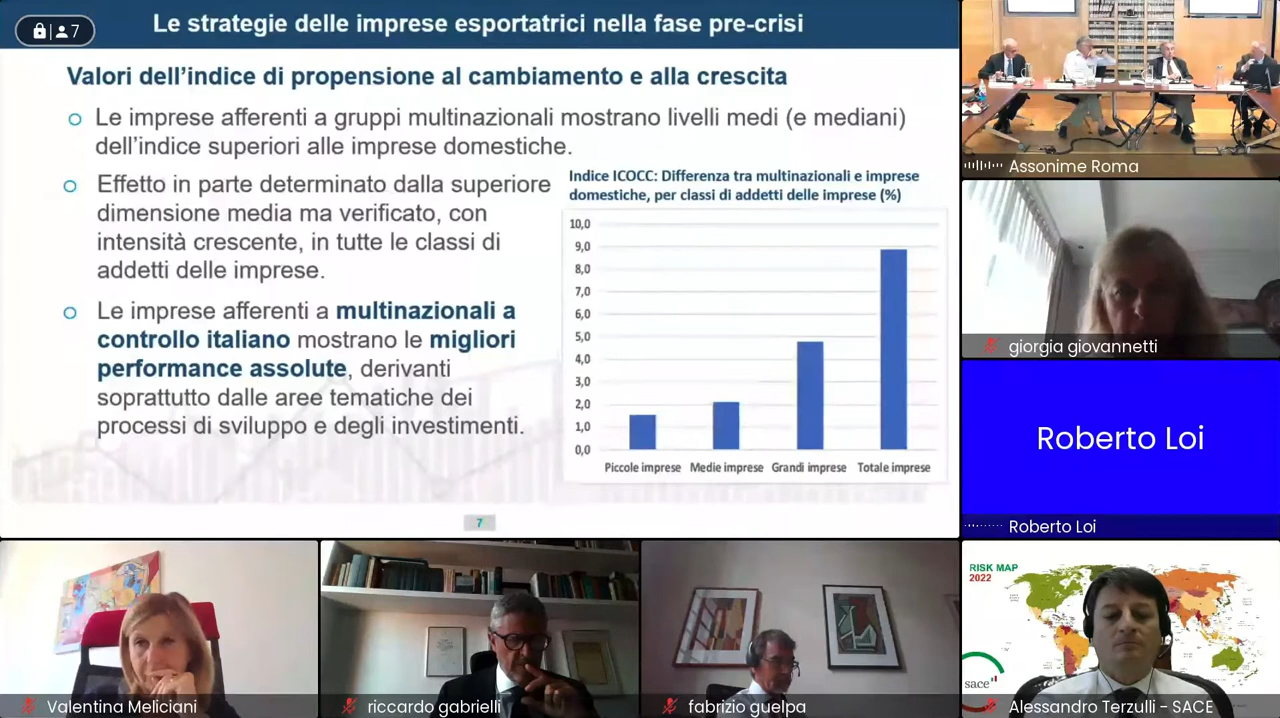 7
Le strategie delle imprese esportatrici nella fase pre-crisi
Valori dell'indice di propensione al cambiamento e alla crescita
Le imprese afferenti a gruppi multinazionali mostrano livelli medi (e mediani)
dell'indice superiori alle imprese domestiche.
Effetto in parte determinato dalla superiore
dimensione media ma verificato, con
intensità crescente, in tutte le classi di
addetti delle imprese.
Le imprese afferenti a multinazionali a
controllo italiano mostrano le migliori
performance assolute, derivanti
soprattutto dalle aree tematiche dei
processi di sviluppo e degli investimenti.
Indice ICOCC: Differenza tra multinazionali e imprese
domestiche, per classi di addetti delle imprese (%)
10,0
9,0
8,0
7,0
6,0
5,0
4,0
3,0
2,0
1,0
0,0
Piccole imprese Medie imprese Grandi imprese Totale imprese
7
Assonime Roma
giorgia giovannetti
Roberto Loi
Roberto Loi
Valentina Meliciani
riccardo gabrielli
fabrizio guelpa
RISK MAP
2022
sace
Alessandro Terzulli - SACE